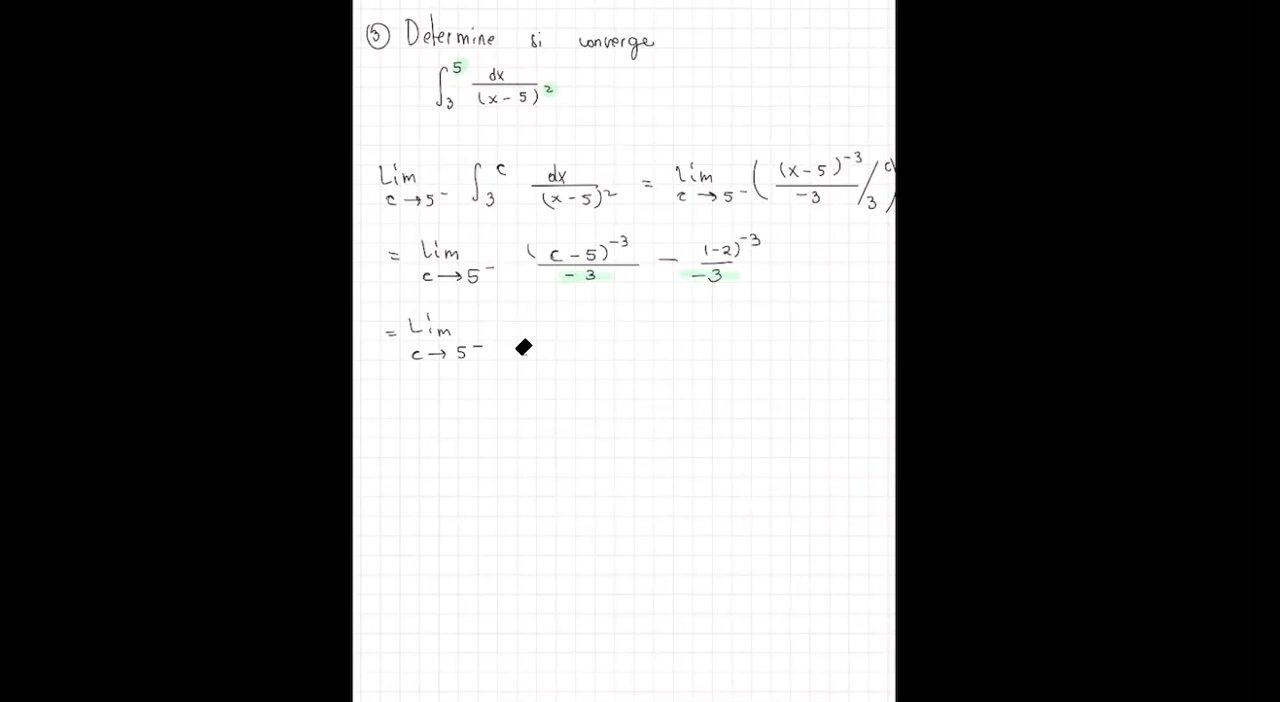 ③ Determine si converge
∫₃⁵ dx/(x-5)²
Lim c→5⁻ ∫₃ᶜ dx/(x-5)² = Lim c→5⁻ ( (x-5)⁻³/-3 /₃ᶜ )
= Lim c→5⁻ (c-5)⁻³/-3 - (-2)⁻³/-3
= Lim c→5⁻